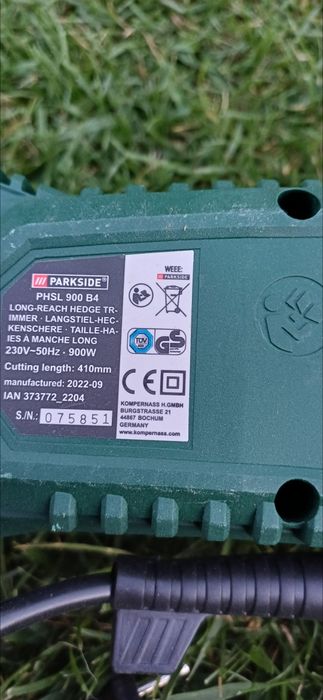 PARKSIDE®
PHSL 900 B4
LONG-REACH HEDGE TR-
IMMER · LANGSTIEL-HEC-
KENSCHERE · TAILLE-HA-
IES À MANCHE LONG
230V~50Hz · 900W
Cutting length: 410mm
manufactured: 2022-09
IAN 373772_2204
S./N.: 075851
WEEE:
PARKSIDE
TÜV
GS
CE
KOMPERNASS H.GMBH
BURGSTRASSE 21
44867 BOCHUM
GERMANY
www.kompernass.com